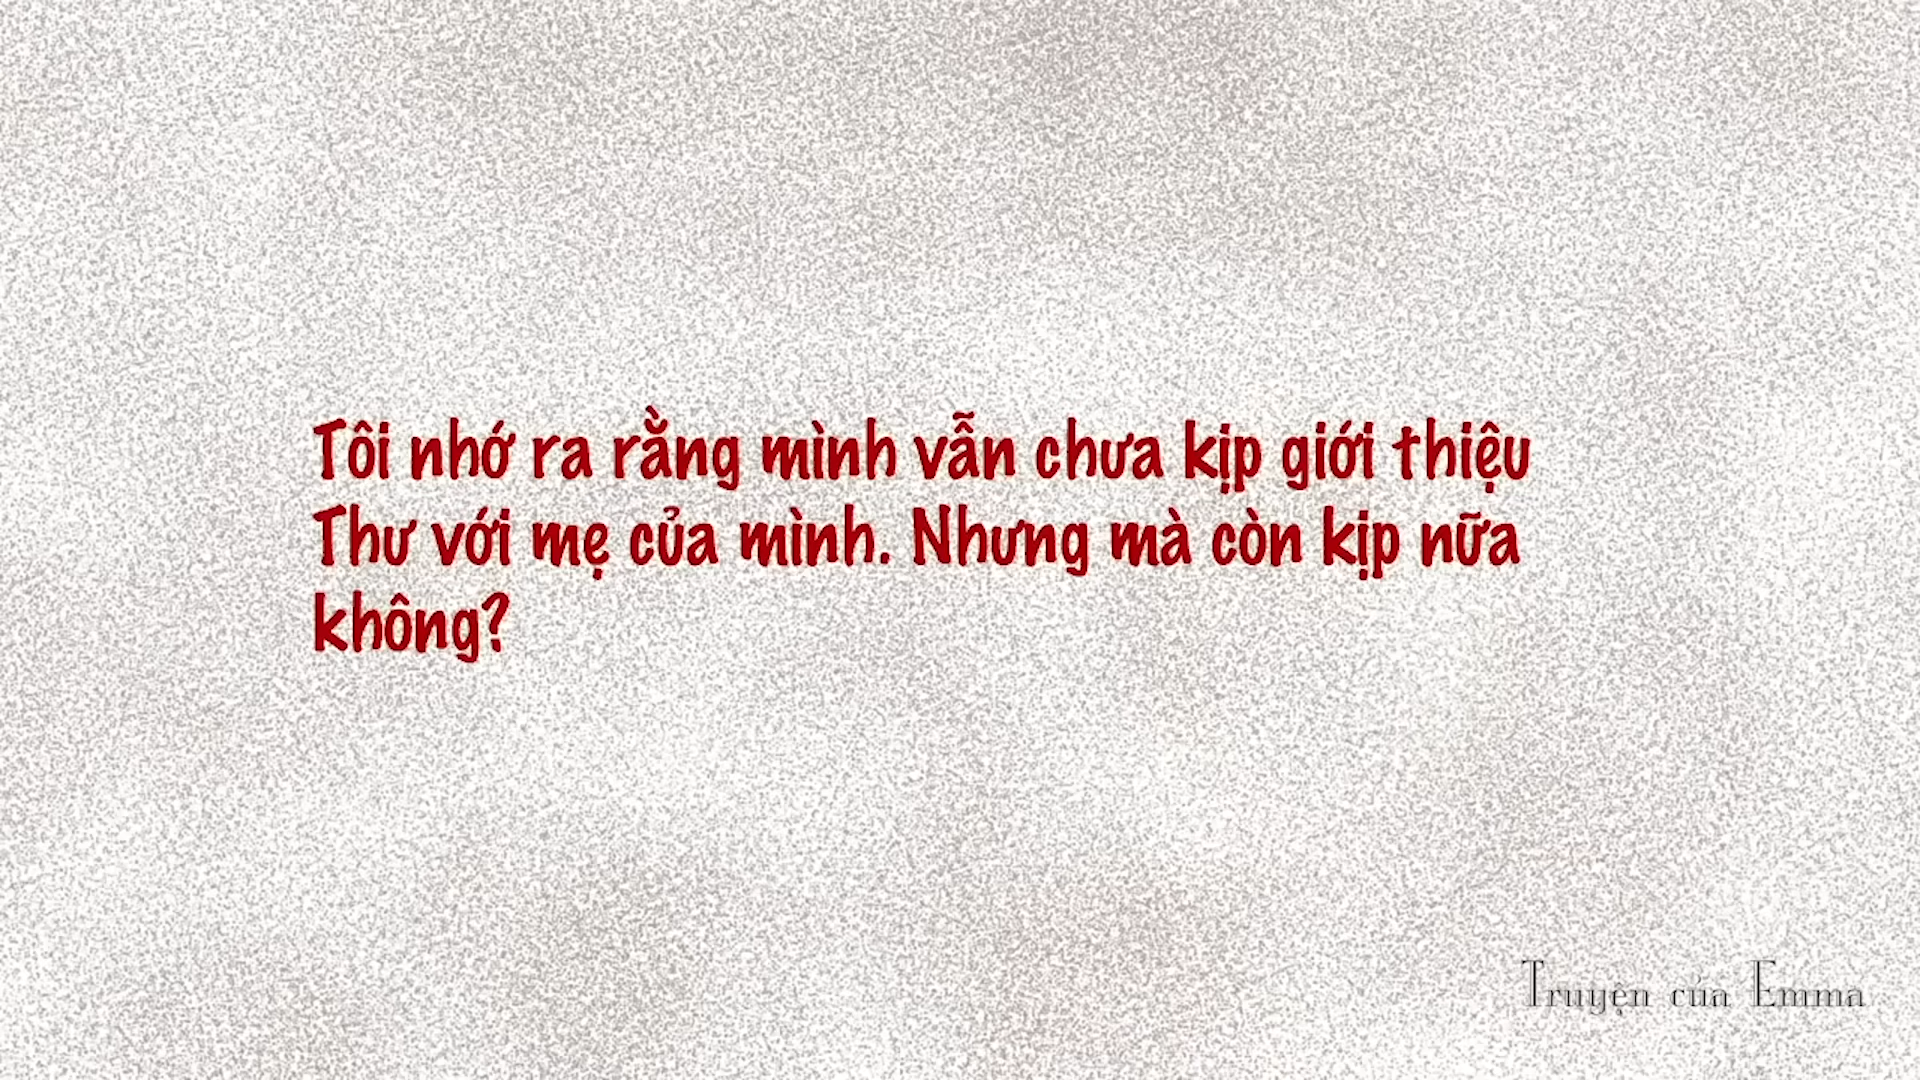 Tôi nhớ ra rằng mình vẫn chưa kịp giới thiệu
Thư với mẹ của mình. Nhưng mà còn kịp nữa
không?
Truyện của Emma